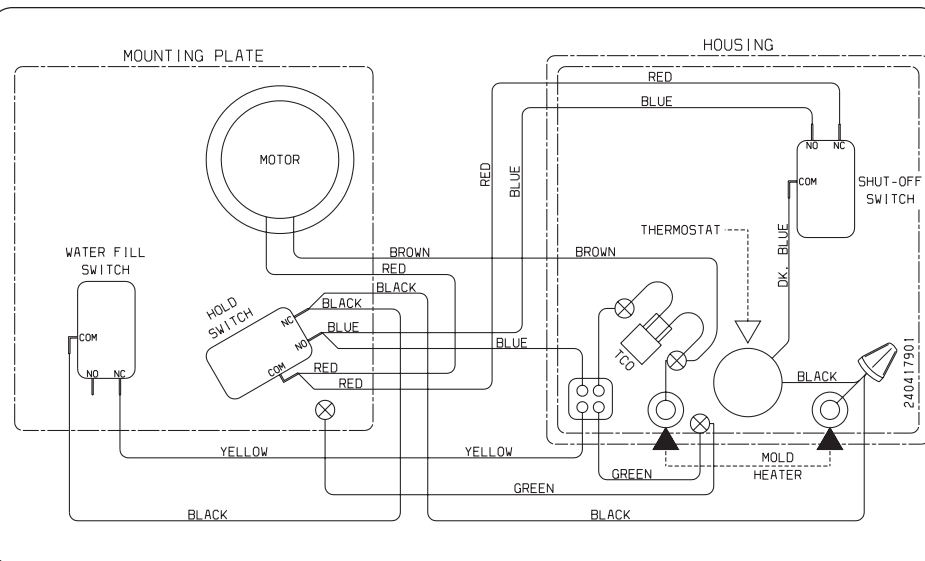 MOUNTING PLATE
HOUSING
RED
BLUE
MOTOR
RED
BLUE
NO
NC
COM
SHUT-OFF
SWITCH
THERMOSTAT
DK. BLUE
WATER FILL
SWITCH
BROWN
BROWN
RED
BLACK
BLACK
HOLD
SWITCH
NC
NO
COM
BLUE
BLUE
RED
RED
COM
NO
NC
TCO
BLACK
240417901
YELLOW
YELLOW
MOLD
HEATER
GREEN
GREEN
BLACK
BLACK